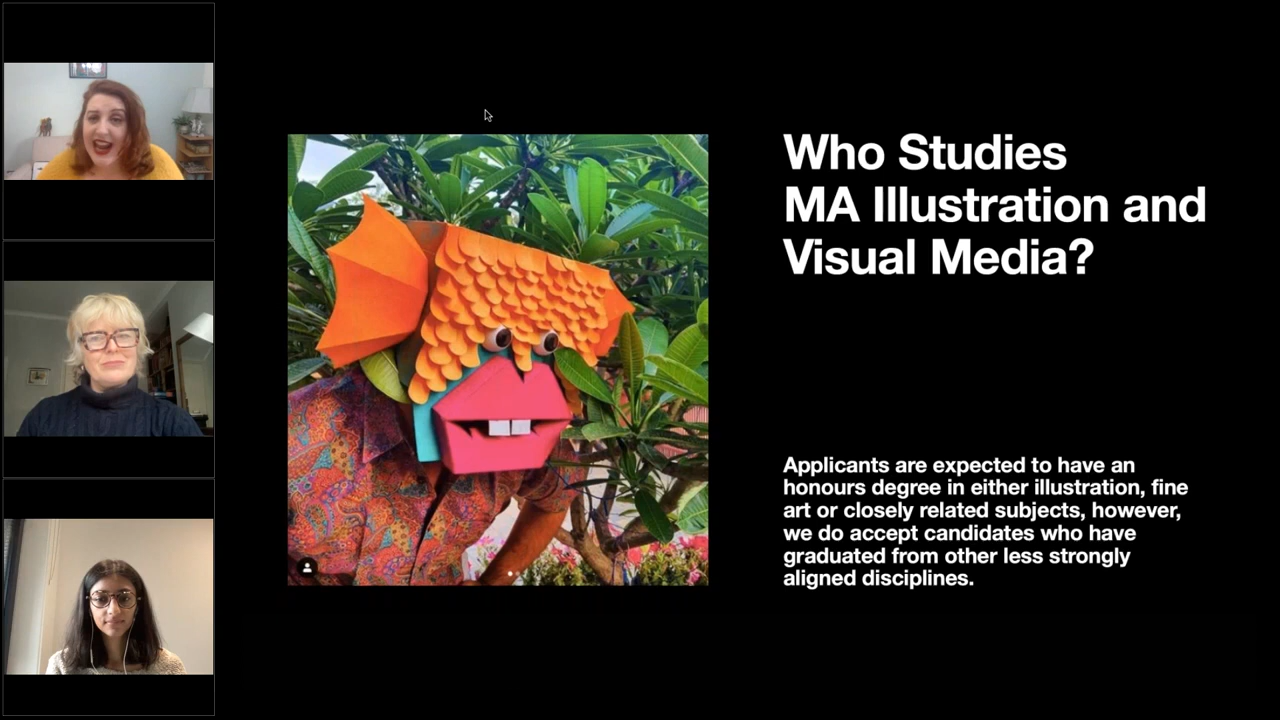 Who Studies
MA Illustration and
Visual Media?
Applicants are expected to have an
honours degree in either illustration, fine
art or closely related subjects, however,
we do accept candidates who have
graduated from other less strongly
aligned disciplines.